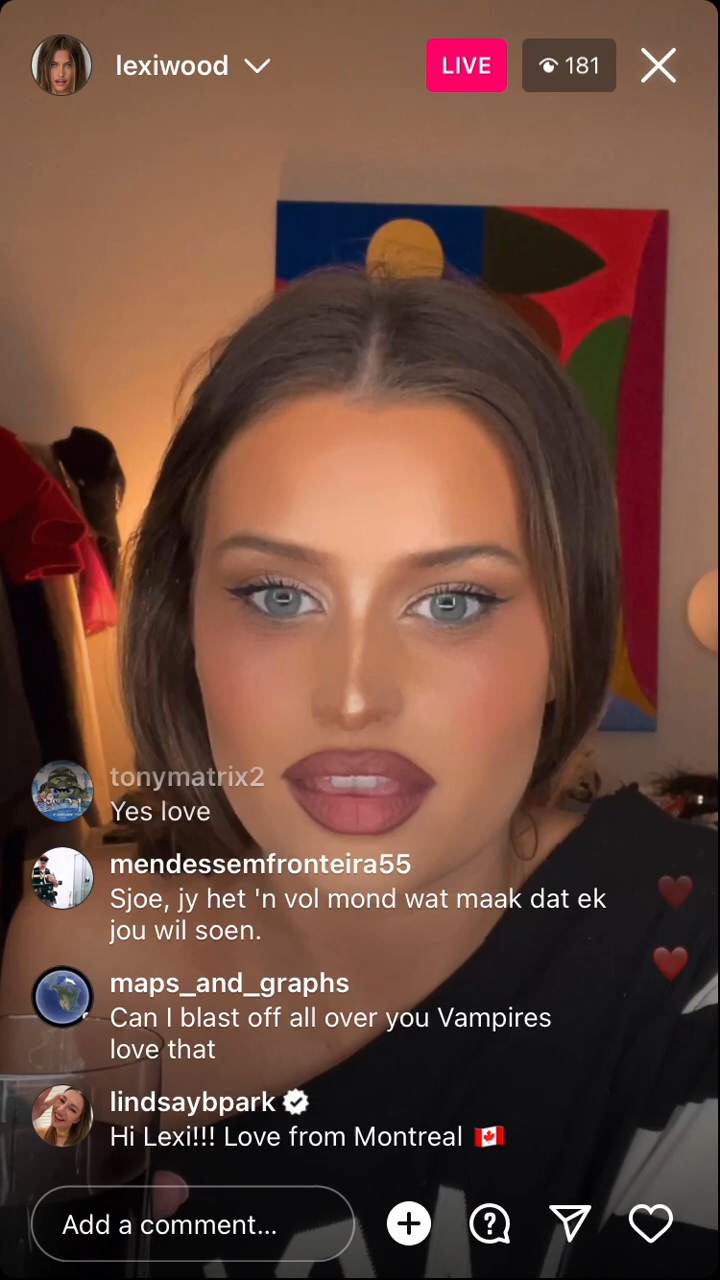 lexiwood
LIVE
181
tonymatrix2
Yes love
mendessemfronteira55
Sjoe, jy het 'n vol mond wat maak dat ek
jou wil soen.
maps_and_graphs
Can I blast off all over you Vampires
love that
lindsaybpark
Hi Lexi!!! Love from Montreal 🇨🇦
Add a comment...